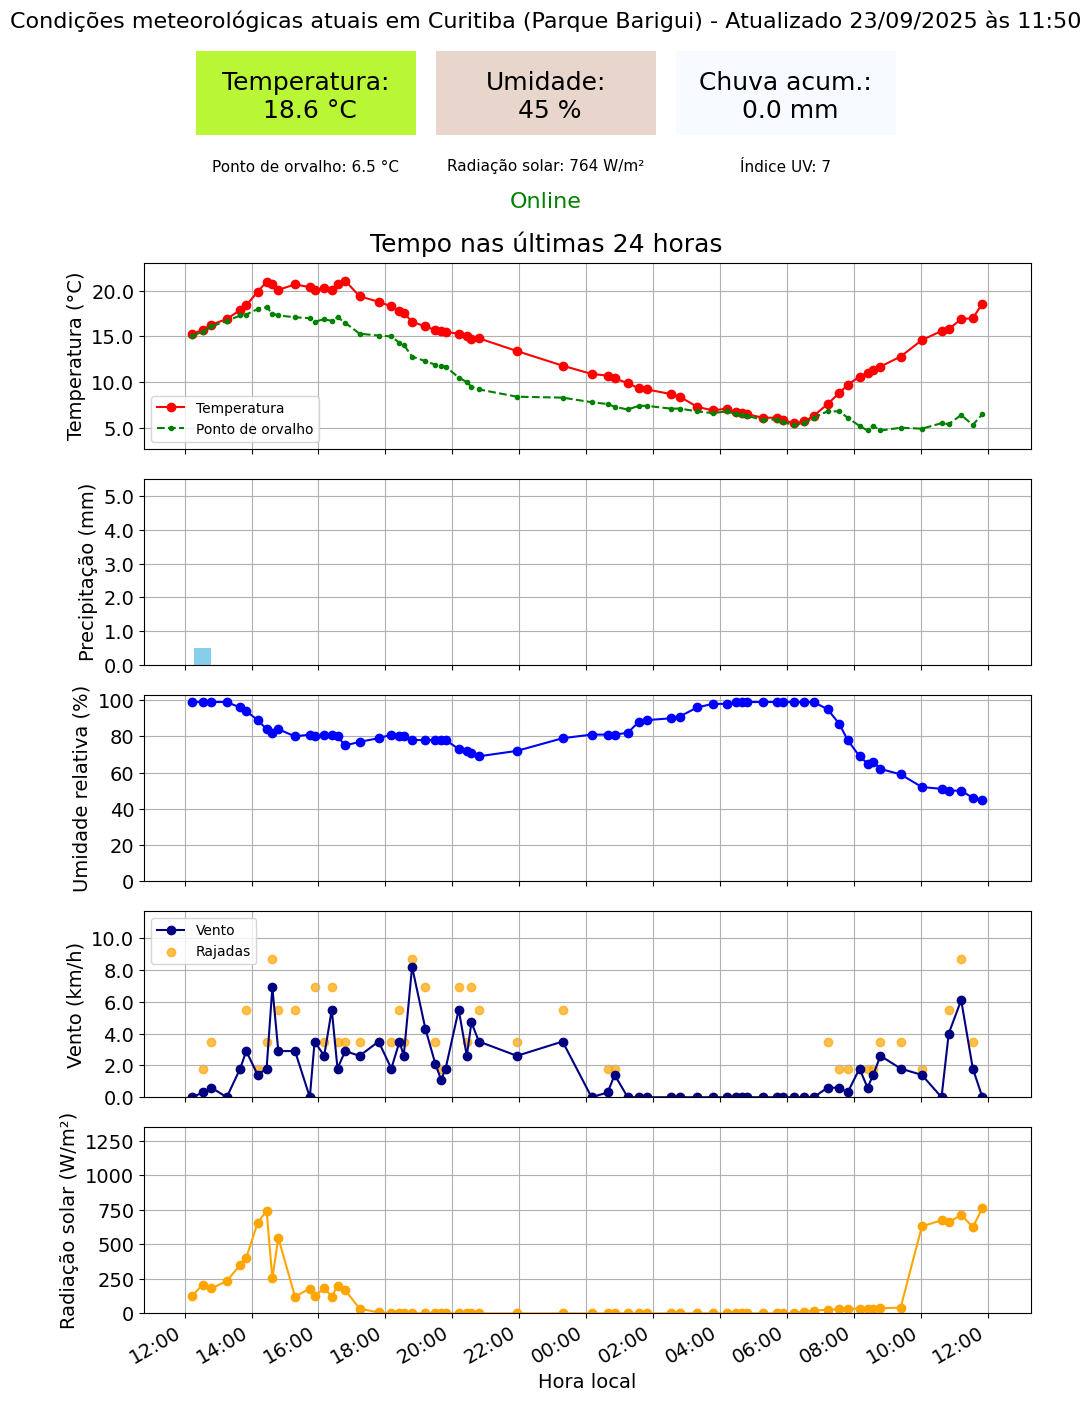 Condições meteorológicas atuais em Curitiba (Parque Barigui) - Atualizado 23/09/2025 às 11:50
Temperatura:
18.6 °C
Umidade:
45 %
Chuva acum.:
0.0 mm
Ponto de orvalho: 6.5 °C
Radiação solar: 764 W/m²
Índice UV: 7
Online
Tempo nas últimas 24 horas
Temperatura (°C)
20.0
15.0
10.0
5.0
Temperatura
Ponto de orvalho
Precipitação (mm)
5.0
4.0
3.0
2.0
1.0
0.0
Umidade relativa (%)
100
80
60
40
20
0
Vento (km/h)
10.0
8.0
6.0
4.0
2.0
0.0
Vento
Rajadas
Radiação solar (W/m²)
1250
1000
750
500
250
0
12:00
14:00
16:00
18:00
20:00
22:00
00:00
02:00
04:00
06:00
08:00
10:00
12:00
Hora local